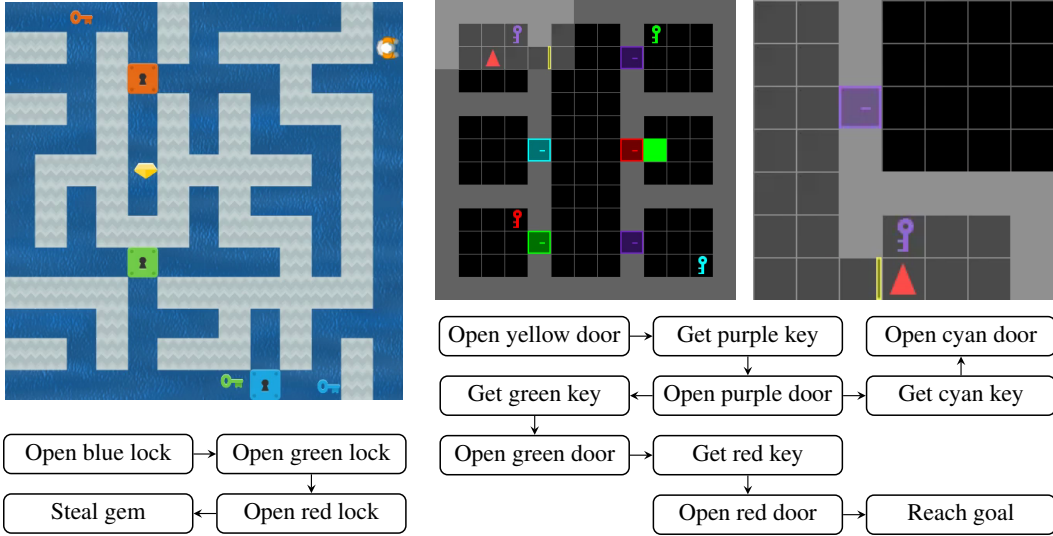 Open yellow door
Get purple key
Open cyan door
Get green key
Open purple door
Get cyan key
Open blue lock
Open green lock
Open green door
Get red key
Steal gem
Open red lock
Open red door
Reach goal